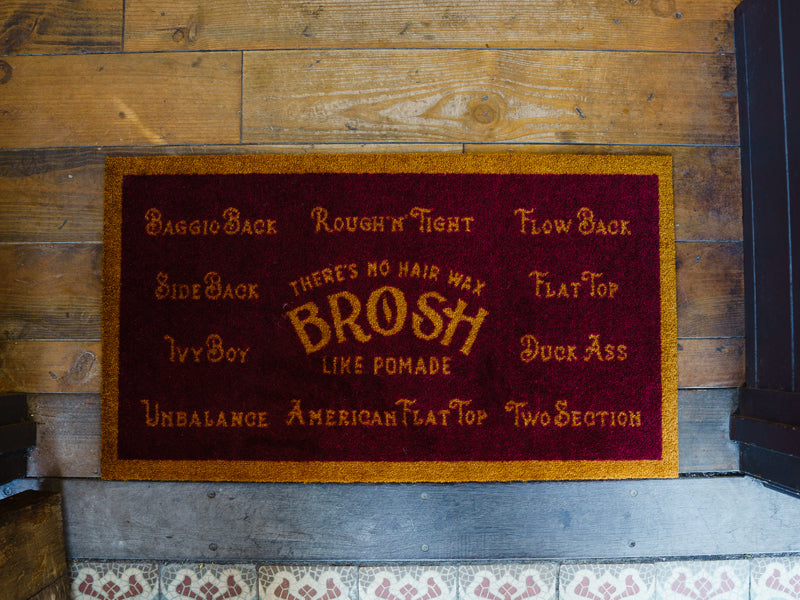 Baggio Back
Rough "N" Tight
Flow Back
Side Back
THERE'S NO HAIR WAX
Flat Top
BROSH
Ivy Boy
LIKE POMADE
Duck Ass
Unbalance
American Flat Top
Two Section